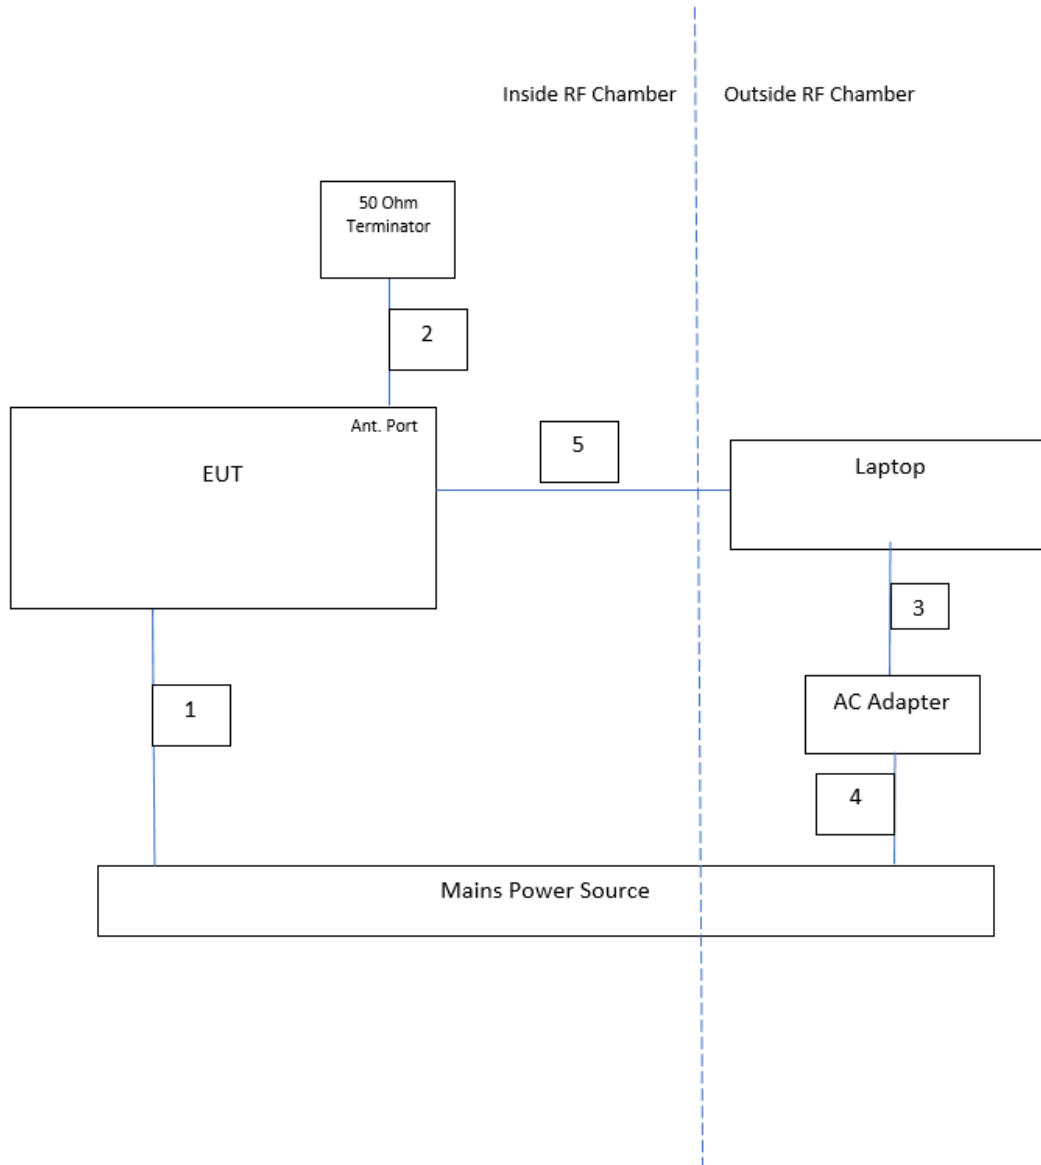 Inside RF Chamber
Outside RF Chamber
50 Ohm
Terminator
2
Ant. Port
EUT
5
Laptop
3
1
AC Adapter
4
Mains Power Source